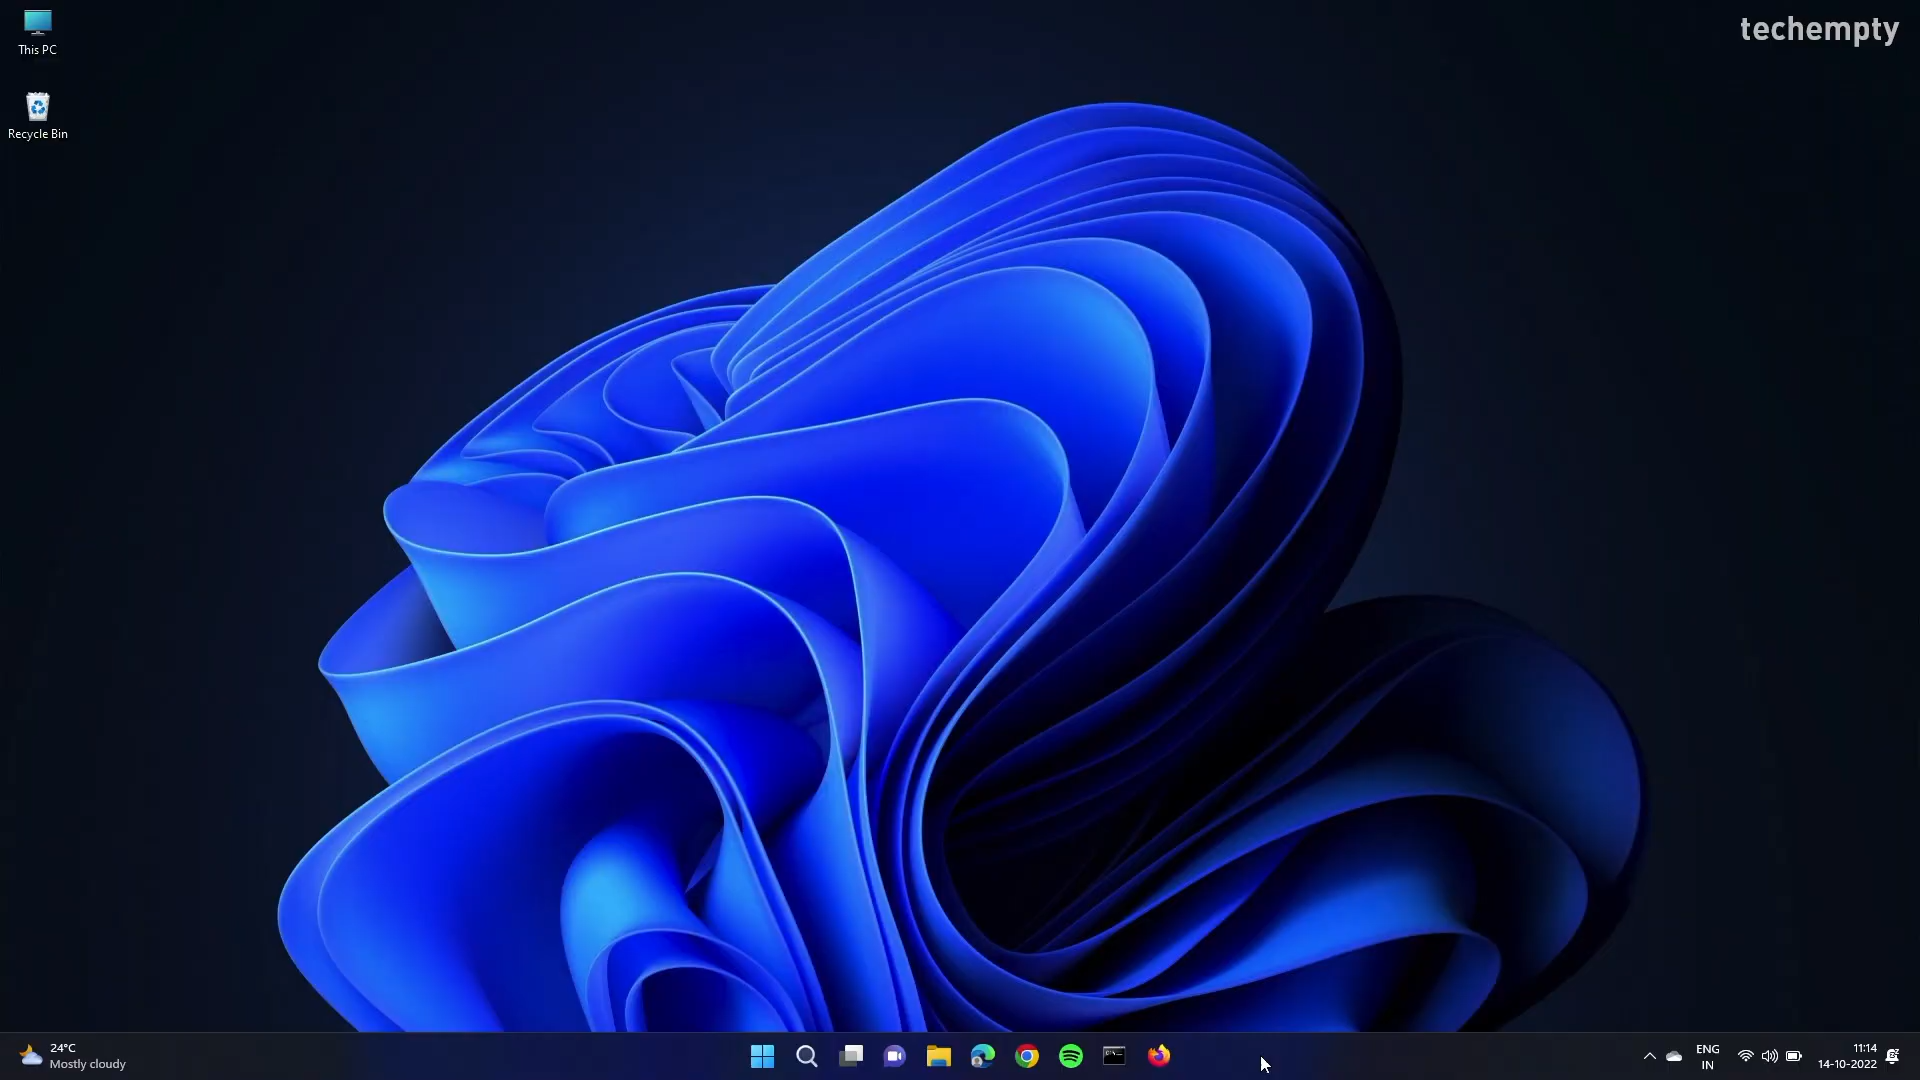 This PC
techempty
Recycle Bin
24°C
Mostly cloudy
ENG
IN
11:14
14-10-2022